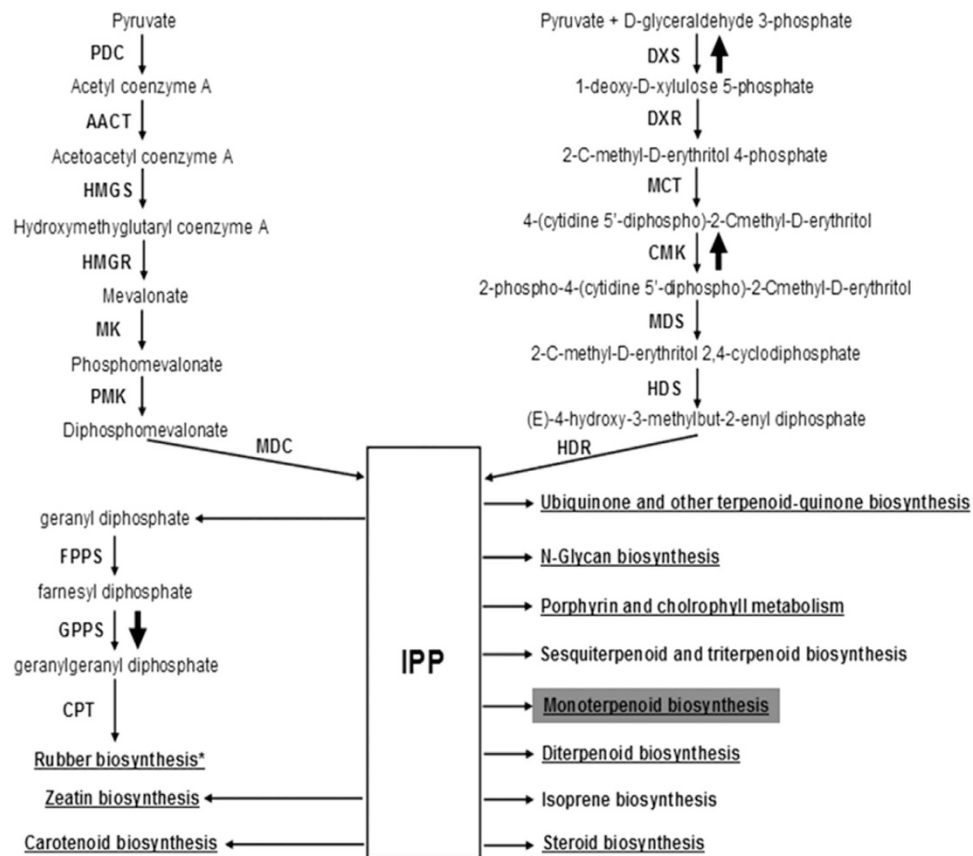 Pyruvate
PDC
Acetyl coenzyme A
AACT
Acetoacetyl coenzyme A
HMGS
Hydroxymethyglutaryl coenzyme A
HMGR
Mevalonate
MK
Phosphomevalonate
PMK
Diphosphomevalonate
MDC
Pyruvate + D-glyceraldehyde 3-phosphate
DXS
1-deoxy-D-xylulose 5-phosphate
DXR
2-C-methyl-D-erythritol 4-phosphate
MCT
4-(cytidine 5'-diphospho)-2-Cmethyl-D-erythritol
CMK
2-phospho-4-(cytidine 5'-diphospho)-2-Cmethyl-D-erythritol
MDS
2-C-methyl-D-erythritol 2,4-cyclodiphosphate
HDS
(E)-4-hydroxy-3-methylbut-2-enyl diphosphate
HDR
geranyl diphosphate
FPPS
farnesyl diphosphate
GPPS
geranylgeranyl diphosphate
CPT
Rubber biosynthesis*
Zeatin biosynthesis
Carotenoid biosynthesis
IPP
Ubiquinone and other terpenoid-quinone biosynthesis
N-Glycan biosynthesis
Porphyrin and cholrophyll metabolism
Sesquiterpenoid and triterpenoid biosynthesis
Monoterpenoid biosynthesis
Diterpenoid biosynthesis
Isoprene biosynthesis
Steroid biosynthesis